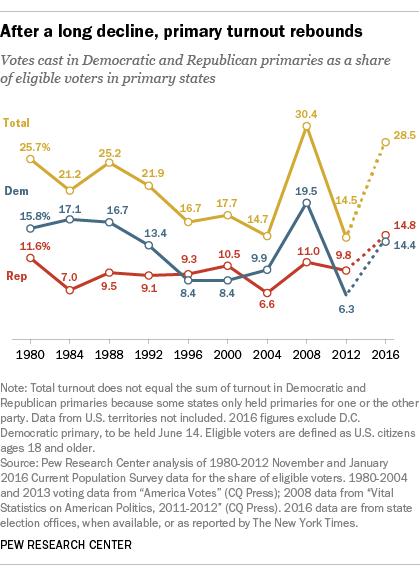 After a long decline, primary turnout rebounds
Votes cast in Democratic and Republican primaries as a share
of eligible voters in primary states
Total
25.7% 21.2 25.2 21.9 16.7 17.7 14.7 30.4 14.5 28.5
Dem
15.8% 17.1 16.7 13.4 8.4 8.4 9.9 19.5 6.3 14.4
Rep
11.6% 7.0 9.5 9.1 9.3 10.5 6.6 11.0 9.8 14.8
1980 1984 1988 1992 1996 2000 2004 2008 2012 2016
Note: Total turnout does not equal the sum of turnout in Democratic and
Republican primaries because some states only held primaries for one or the other
party. Data from U.S. territories not included. 2016 figures exclude D.C.
Democratic primary, to be held June 14. Eligible voters are defined as U.S. citizens
ages 18 and older.
Source: Pew Research Center analysis of 1980-2012 November and January
2016 Current Population Survey data for the share of eligible voters. 1980-2004
and 2013 voting data from “America Votes” (CQ Press); 2008 data from “Vital
Statistics on American Politics, 2011-2012” (CQ Press). 2016 data are from state
election offices, when available, or as reported by The New York Times.
PEW RESEARCH CENTER